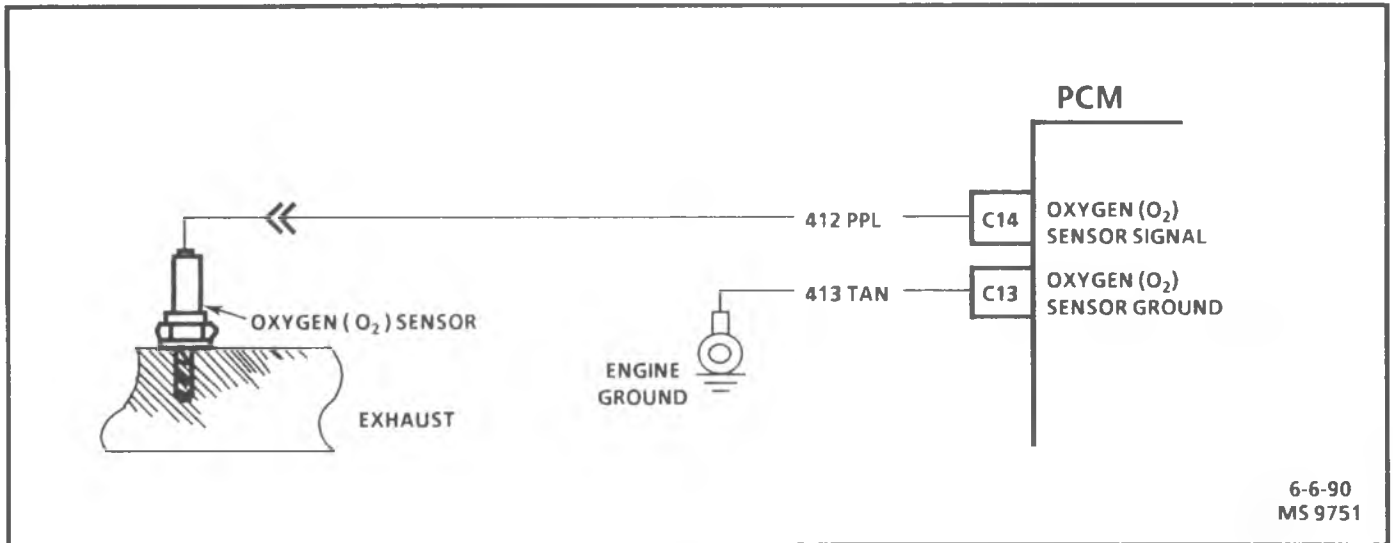 PCM
412 PPL
C14
OXYGEN (O₂)
SENSOR SIGNAL
413 TAN
C13
OXYGEN (O₂)
SENSOR GROUND
OXYGEN ( O₂ ) SENSOR
ENGINE
GROUND
EXHAUST
6-6-90
MS 9751